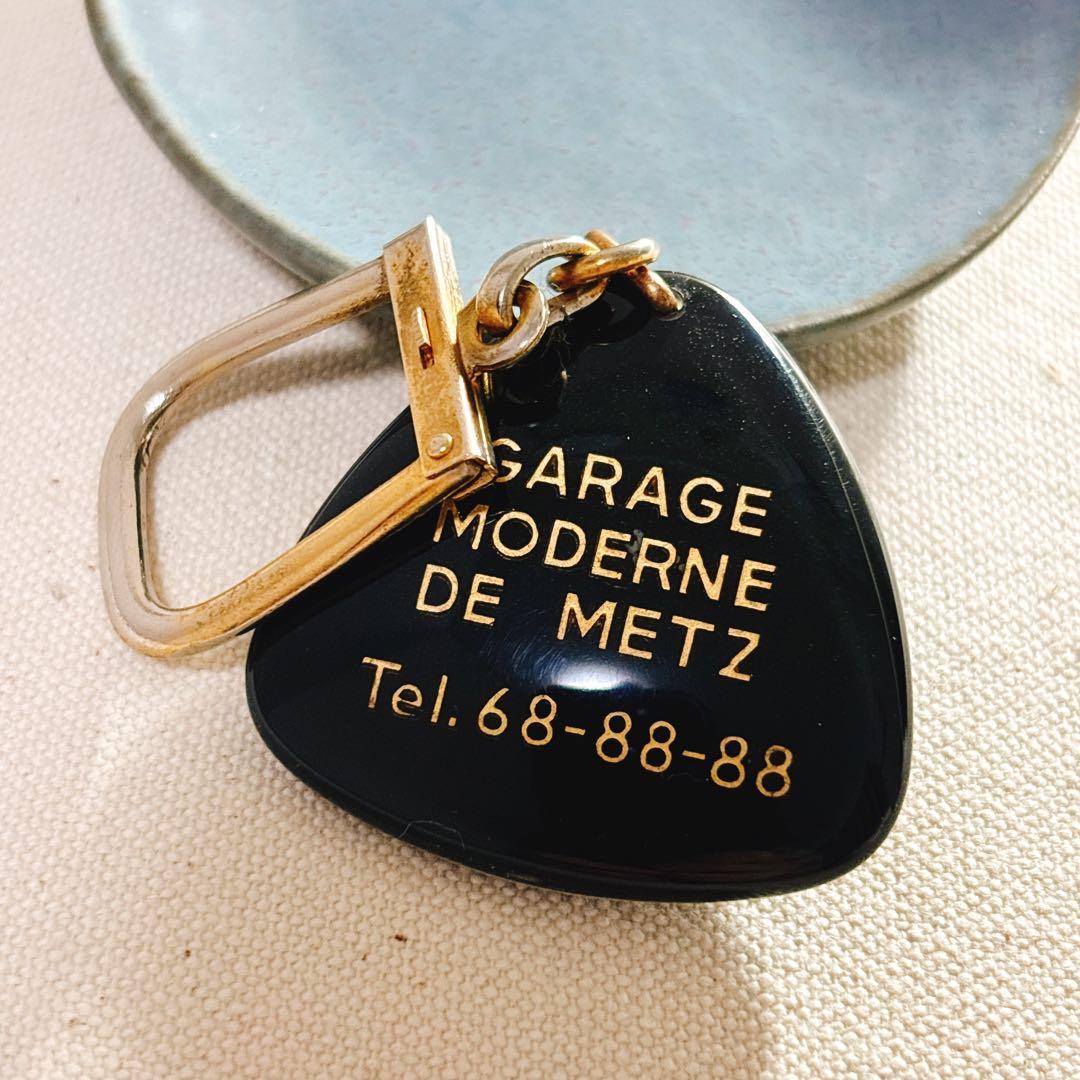 GARAGE
MODERNE
DE METZ
Tel. 68-88-88